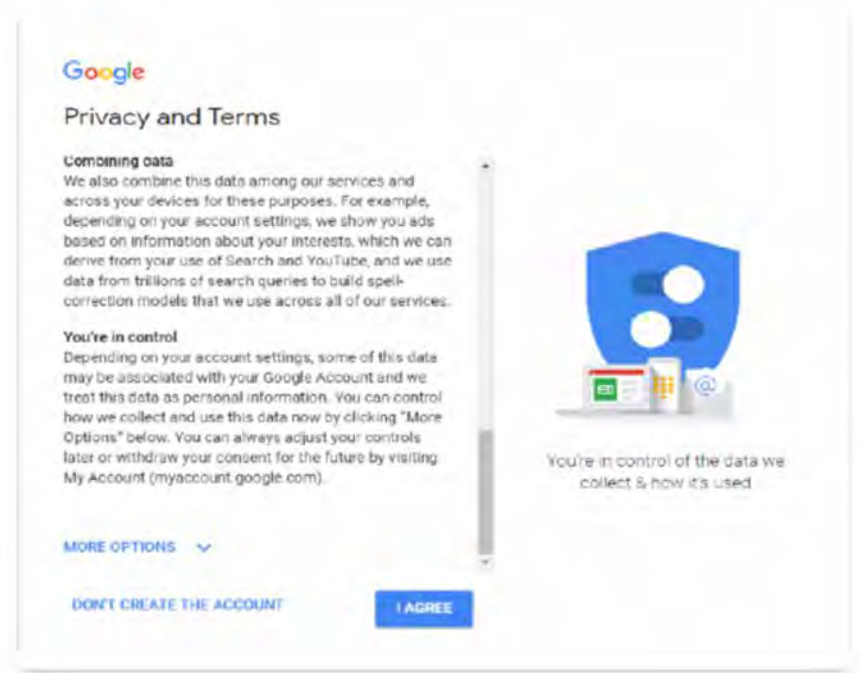 Google
Privacy and Terms
Combining data
We also combine this data among our services and
across your devices for these purposes. For example,
depending on your account settings, we show you ads
based on information about your interests, which we can
derive from your use of Search and YouTube, and we use
data from trillions of search queries to build spell-
correction models that we use across all of our services.
You're in control
Depending on your account settings, some of this data
may be associated with your Google Account and we
treat this data as personal information. You can control
how we collect and use this data now by clicking "More
Options" below. You can always adjust your controls
later or withdraw your consent for the future by visiting
My Account (myaccount.google.com).
MORE OPTIONS
DON'T CREATE THE ACCOUNT
I AGREE
@
You're in control of the data we
collect & how it's used